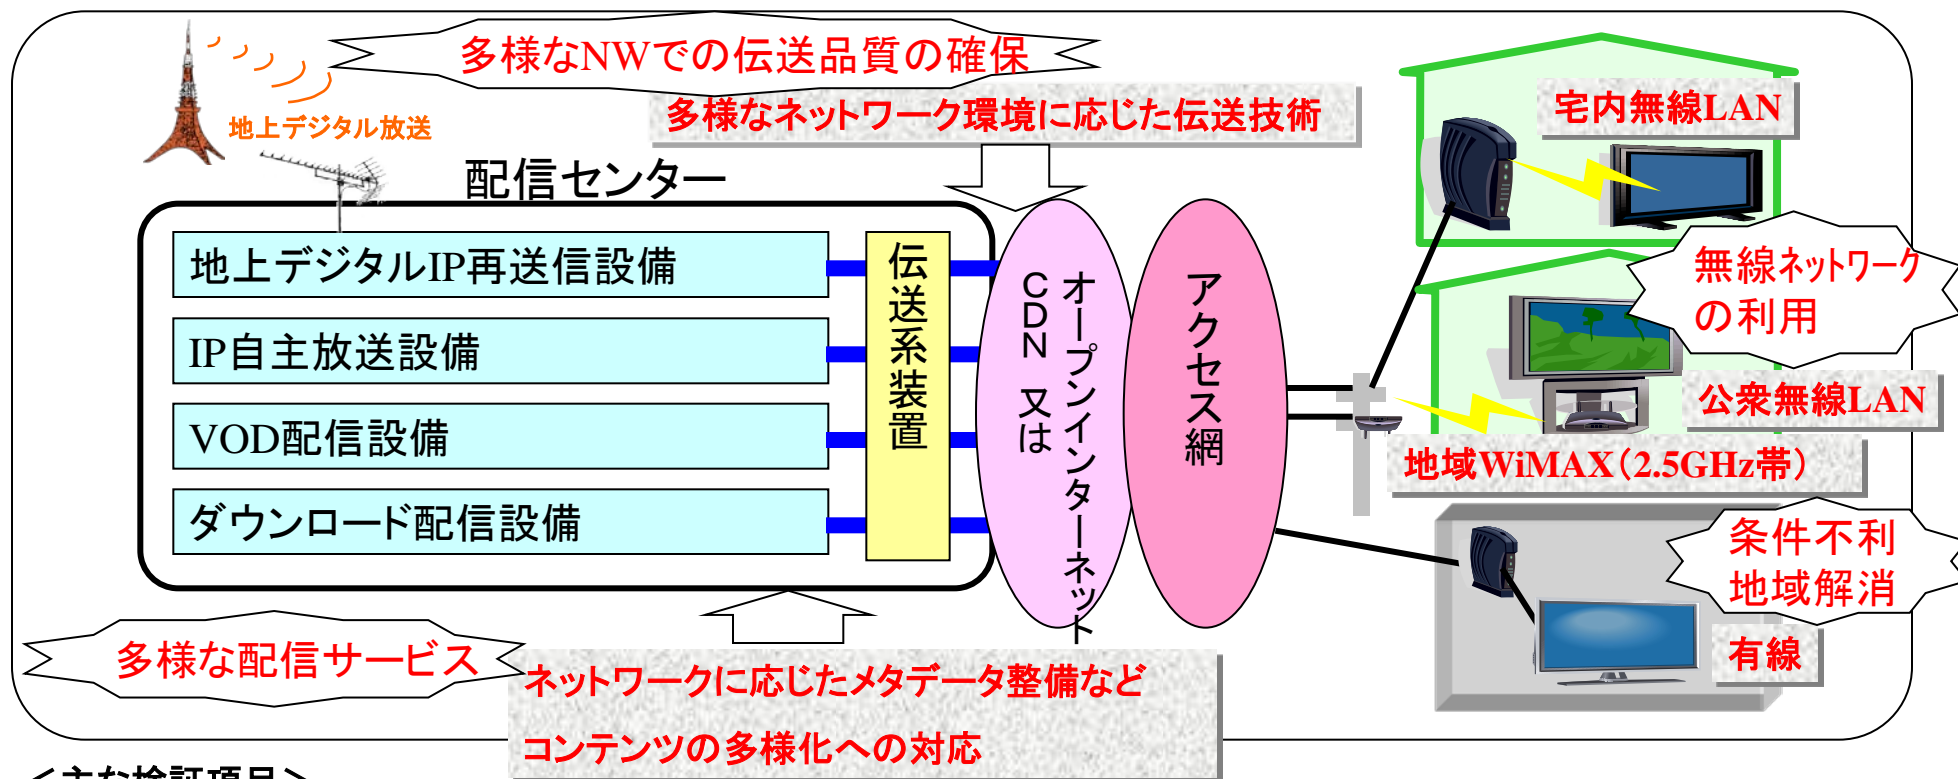 多様なNWでの伝送品質の確保
多様なネットワーク環境に応じた伝送技術
地上デジタル放送
配信センター
地上デジタルIP再送信設備
IP自主放送設備
VOD配信設備
ダウンロード配信設備
伝送系装置
オープンインターネット
CDN 又は
アクセス網
宅内無線LAN
無線ネットワーク
の利用
公衆無線LAN
地域WiMAX（2.5GHz帯）
条件不利
地域解消
有線
多様な配信サービス
ネットワークに応じたメタデータ整備など
コンテンツの多様化への対応
＜主な検証項目＞